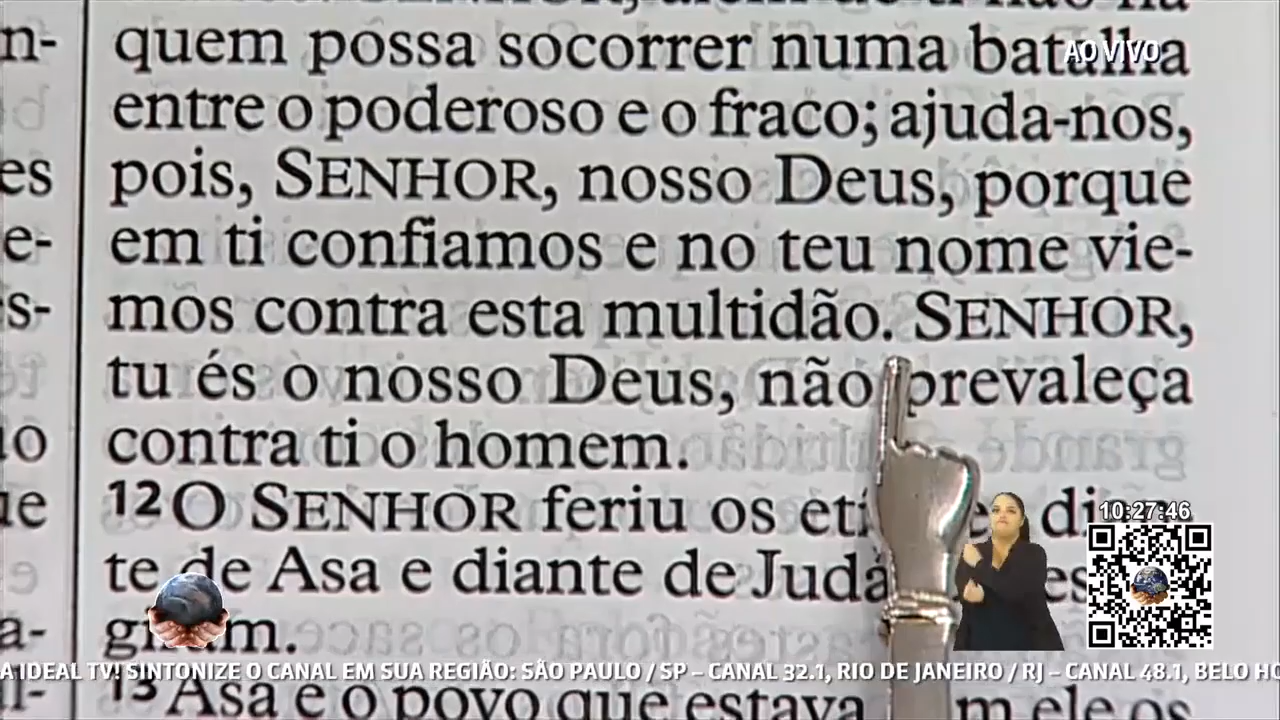 n-
es
e-
s-
a-
quem possa socorrer numa batalha
entre o poderoso e o fraco; ajuda-nos,
pois, SENHOR, nosso Deus, porque
em ti confiamos e no teu nome vie-
mos contra esta multidão. SENHOR,
tu és o nosso Deus, não prevaleça
contra ti o homem.
12 O SENHOR feriu os
te de Asa e diante de Judá
13 Asa e o povo que estava
ele os
AO VIVO
10:27:46
A IDEAL TV! SINTONIZE O CANAL EM SUA REGIÃO: SÃO PAULO / SP – CANAL 32.1, RIO DE JANEIRO / RJ – CANAL 48.1, BELO HO